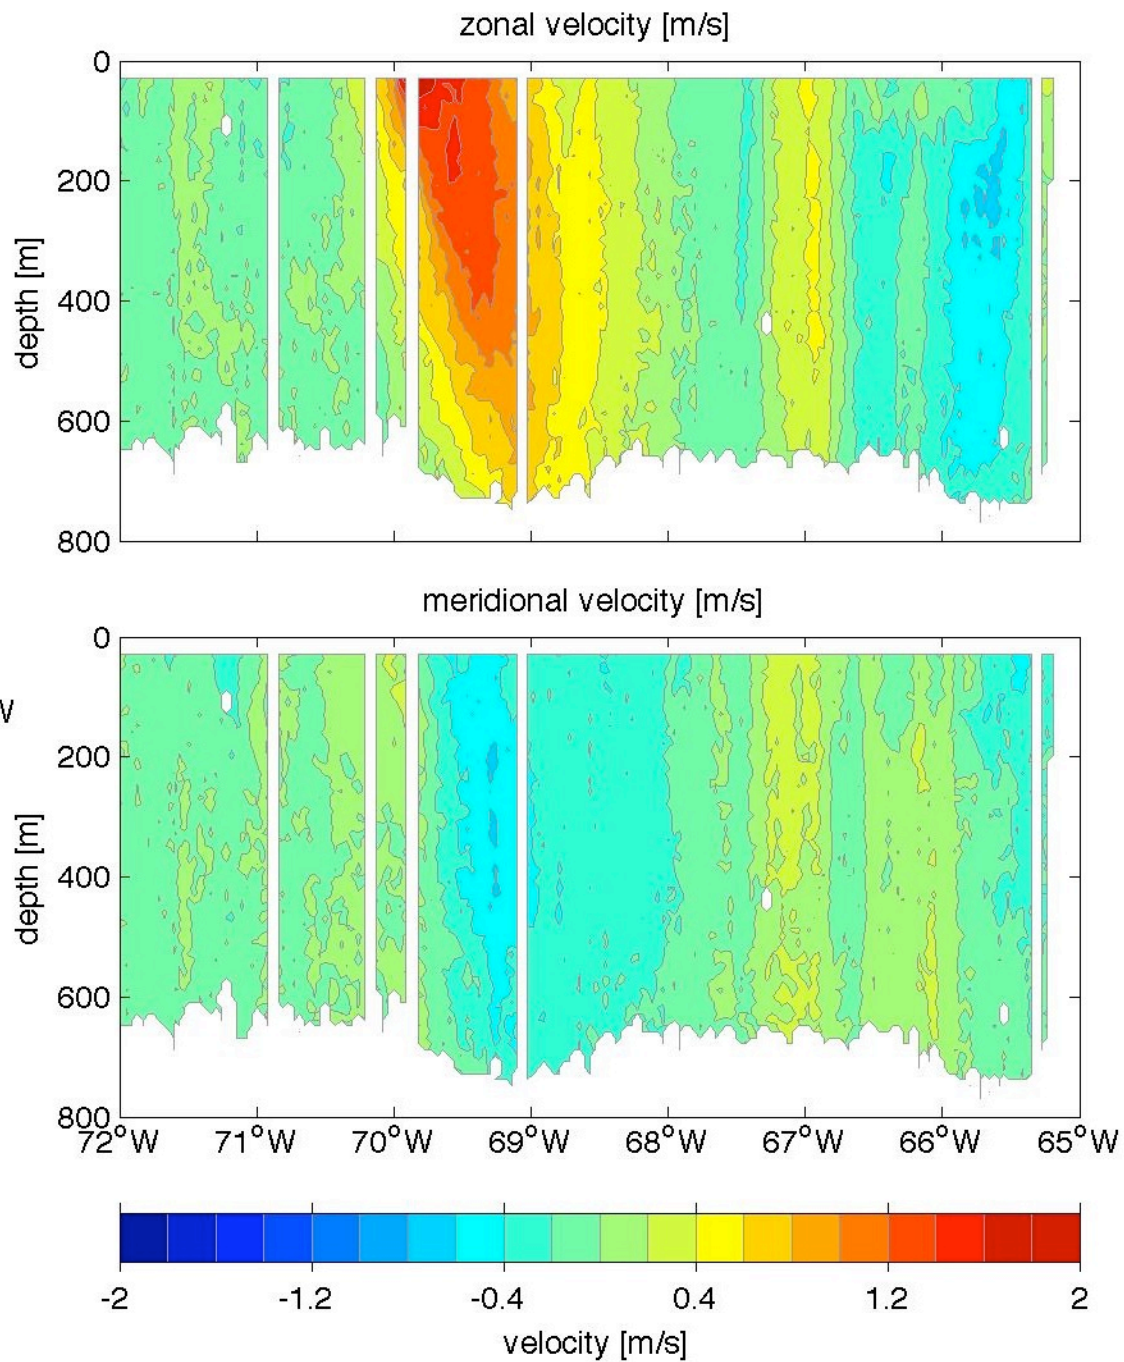 zonal velocity [m/s]
0
200
400
600
800
depth [m]
meridional velocity [m/s]
W
0
200
400
600
800
depth [m]
72°W 71°W 70°W 69°W 68°W 67°W 66°W 65°W
-2 -1.2 -0.4 0.4 1.2 2
velocity [m/s]